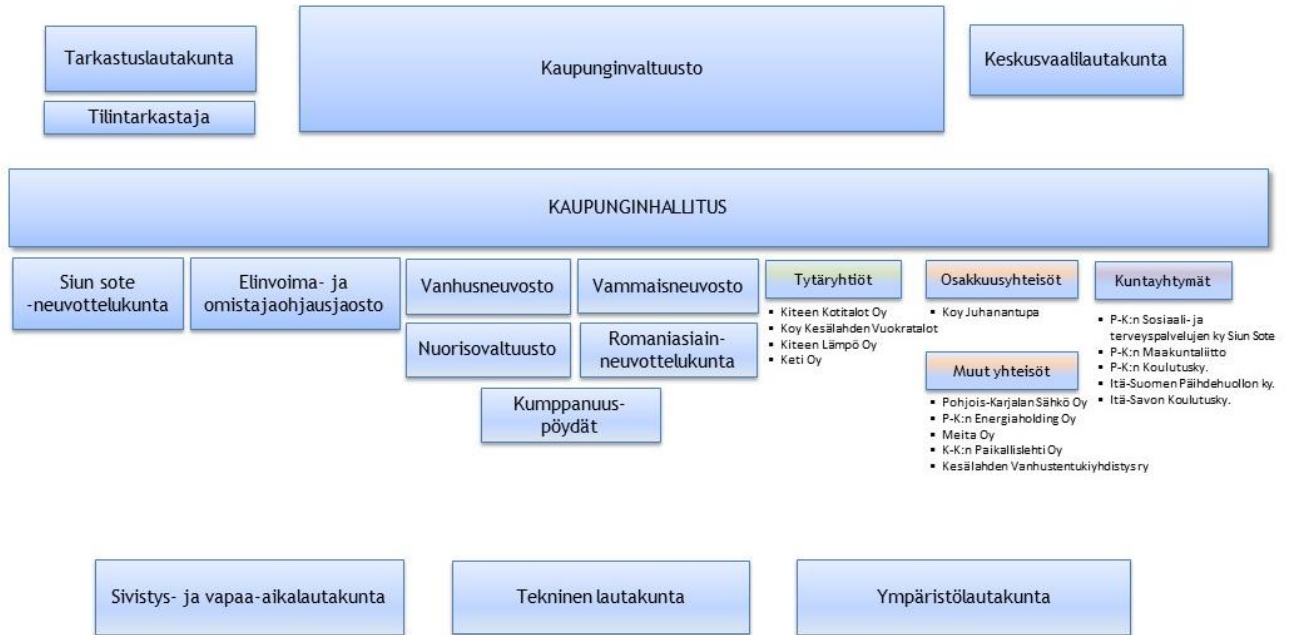 Tarkastuslautakunta
Tilintarkastaja
Kaupunginvaltuusto
Keskusvaalilautakunta
KAUPUNGINHALLITUS
Siun sote
-neuvottelukunta
Elinvoima- ja
omistajaohjausjaosto
Vanhusneuvosto
Vammaisneuvosto
Nuorisovaltuusto
Romaniasiain-
neuvottelukunta
Kumppanuus-
pöydät
Tytäryhtiöt
▪ Kiteen Kotitalot Oy
▪ Koy Kesälahden Vuokratalot
▪ Kiteen Lämpö Oy
▪ Keti Oy
Osakkuusyhteisöt
▪ Koy Juhanantupa
Muut yhteisöt
▪ Pohjois-Karjalan Sähkö Oy
▪ P-K:n Energiaholding Oy
▪ Meita Oy
▪ K-K:n Paikallislehti Oy
▪ Kesälahden Vanhustentukiyhdistys ry
Kuntayhtymät
▪ P-K:n Sosiaali- ja
terveyspalvelujen ky Siun Sote
▪ P-K:n Maakuntaliitto
▪ P-K:n Koulutusky.
▪ Itä-Suomen Päihdehuollon ky.
▪ Itä-Savon Koulutusky.
Sivistys- ja vapaa-aikalautakunta
Tekninen lautakunta
Ympäristölautakunta